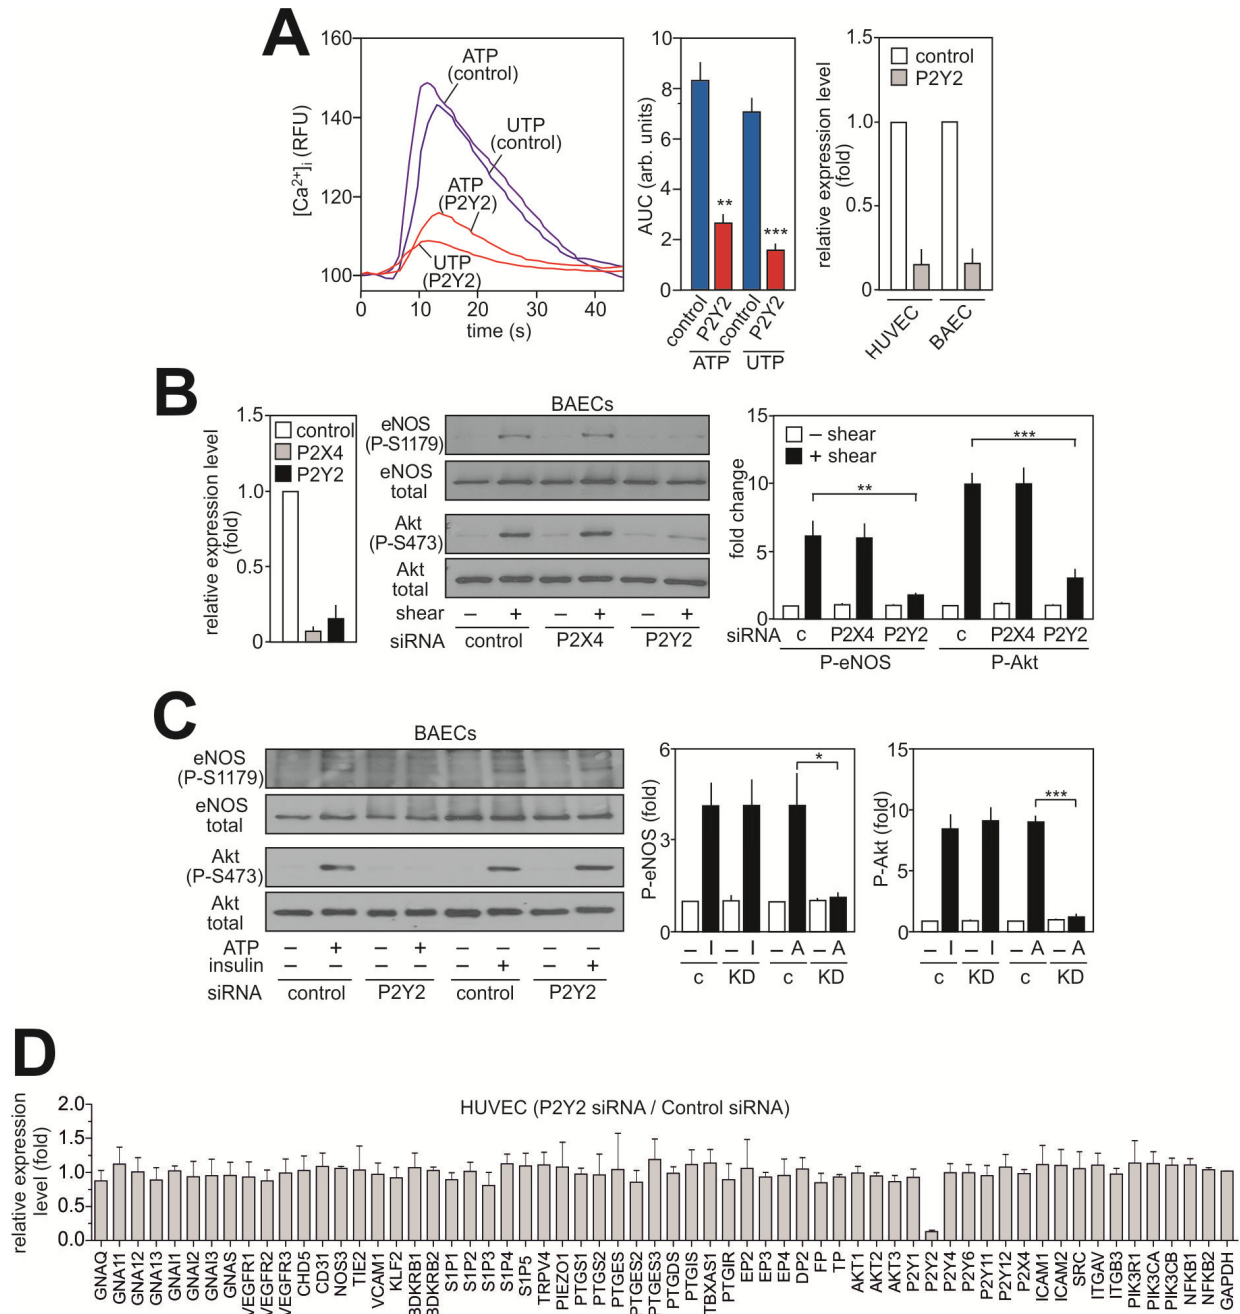 A
160
140
120
100
[Ca²⁺]ᵢ (RFU)
ATP
(control)
UTP
(control)
ATP
(P2Y2)
UTP
(P2Y2)
0 10 20 30 40
time (s)
10
8
6
4
2
0
AUC (arb. units)
**
***
control P2Y2 control P2Y2
ATP UTP
1.5
1.0
0.5
0
relative expression level
(fold)
control
P2Y2
HUVEC BAEC
B
1.5
1.0
0.5
0
relative expression level
(fold)
control
P2X4
P2Y2
BAECs
eNOS
(P-S1179)
eNOS
total
Akt
(P-S473)
Akt
total
shear – + – + – +
siRNA control P2X4 P2Y2
15
10
5
0
fold change
– shear
+ shear
**
***
siRNA c P2X4 P2Y2 c P2X4 P2Y2
P-eNOS P-Akt
C
BAECs
eNOS
(P-S1179)
eNOS
total
Akt
(P-S473)
Akt
total
ATP – + – + – – – –
insulin – – – – – + – +
siRNA control P2Y2 control P2Y2
6
3
0
P-eNOS (fold)
*
– I – I – A – A
c KD c KD
15
10
5
0
P-Akt (fold)
***
– I – I – A – A
c KD c KD
D
HUVEC (P2Y2 siRNA / Control siRNA)
2.0
1.5
1.0
0.5
0.0
relative expression
level (fold)
GNAQ GNA11 GNA12 GNA13 GNAI1 GNAI2 GNAI3 GNAS VEGFR1 VEGFR2 VEGFR3 CHD5 CD31 NOS3 TIE2 VCAM1 KLF2 BDKRB1 BDKRB2 S1P1 S1P2 S1P3 S1P4 S1P5 TRPV4 PIEZO1 PTGS1 PTGS2 PTGES PTGES2 PTGES3 PTGDS PTGIS TBXAS1 PTGIR EP2 EP3 EP4 DP2 FP TP AKT1 AKT2 AKT3 P2Y1 P2Y2 P2Y4 P2Y6 P2Y11 P2Y12 P2X4 ICAM1 ICAM2 SRC ITGAV ITGB3 PIK3R1 PIK3CA PIK3CB NFKB1 NFKB2 GAPDH